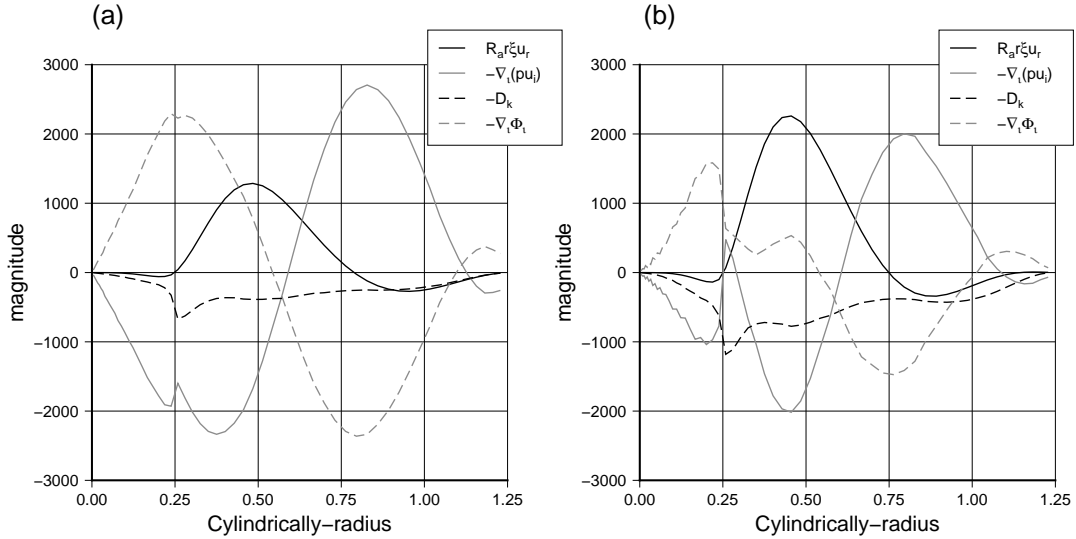 (a)
Rₐrξuᵣ
−∇ᵢ(puᵢ)
−Dₖ
−∇ᵢΦᵢ
3000
2000
1000
0
−1000
−2000
−3000
magnitude
0.00 0.25 0.50 0.75 1.00 1.25
Cylindrically−radius
(b)
RₐrξUᵣ
−∇ᵢ(puᵢ)
−Dₖ
−∇ᵢΦᵢ
3000
2000
1000
0
−1000
−2000
−3000
magnitude
0.00 0.25 0.50 0.75 1.00 1.25
Cylindrically−radius